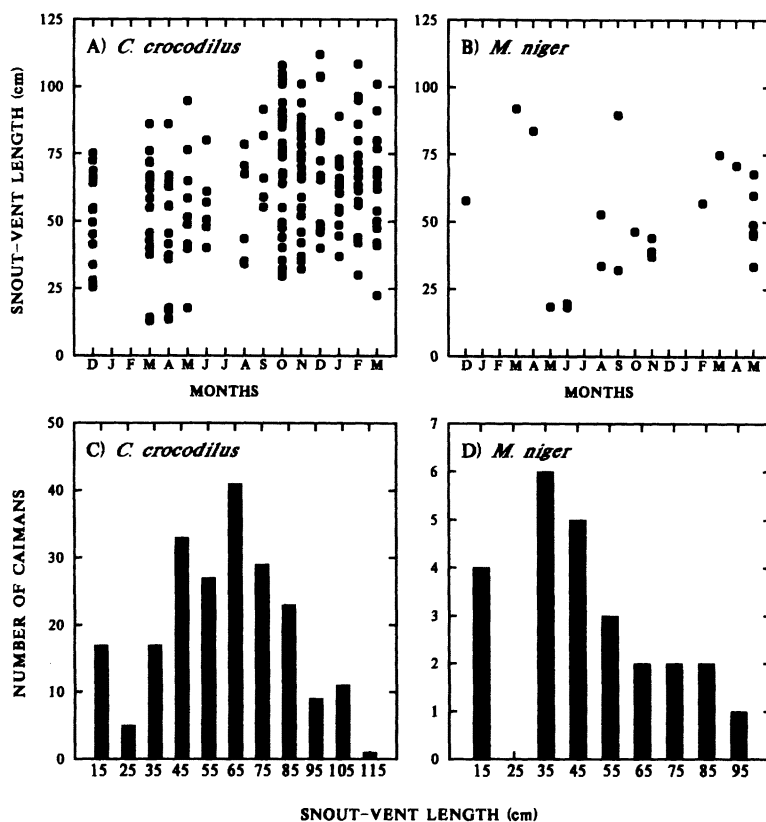 A) C. crocodilus
B) M. niger
SNOUT-VENT LENGTH (cm)
125
100
75
50
25
0
D J F M A M J J A S O N D J F M
MONTHS
125
100
75
50
25
0
D J F M A M J J A S O N D J F M A M
MONTHS
C) C. crocodilus
D) M. niger
NUMBER OF CAIMANS
50
40
30
20
10
0
15 25 35 45 55 65 75 85 95 105 115
7
6
5
4
3
2
1
0
15 25 35 45 55 65 75 85 95
SNOUT-VENT LENGTH (cm)